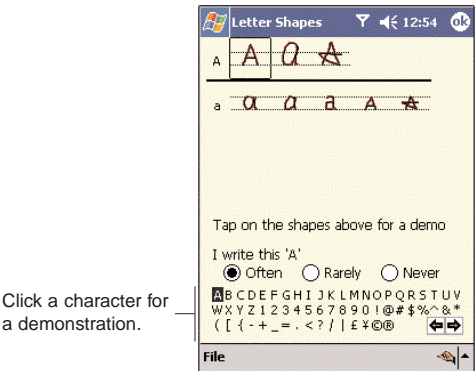 Letter Shapes 12:54 ok
A A a A
a a a a A A
Tap on the shapes above for a demo
I write this 'A'
Often Rarely Never
Click a character for
a demonstration.
ABCDEFGHIJKLMNOPQRSTUV
WXYZ1234567890!@#$%^&*
([{-+_=.<?/|£¥©®
File